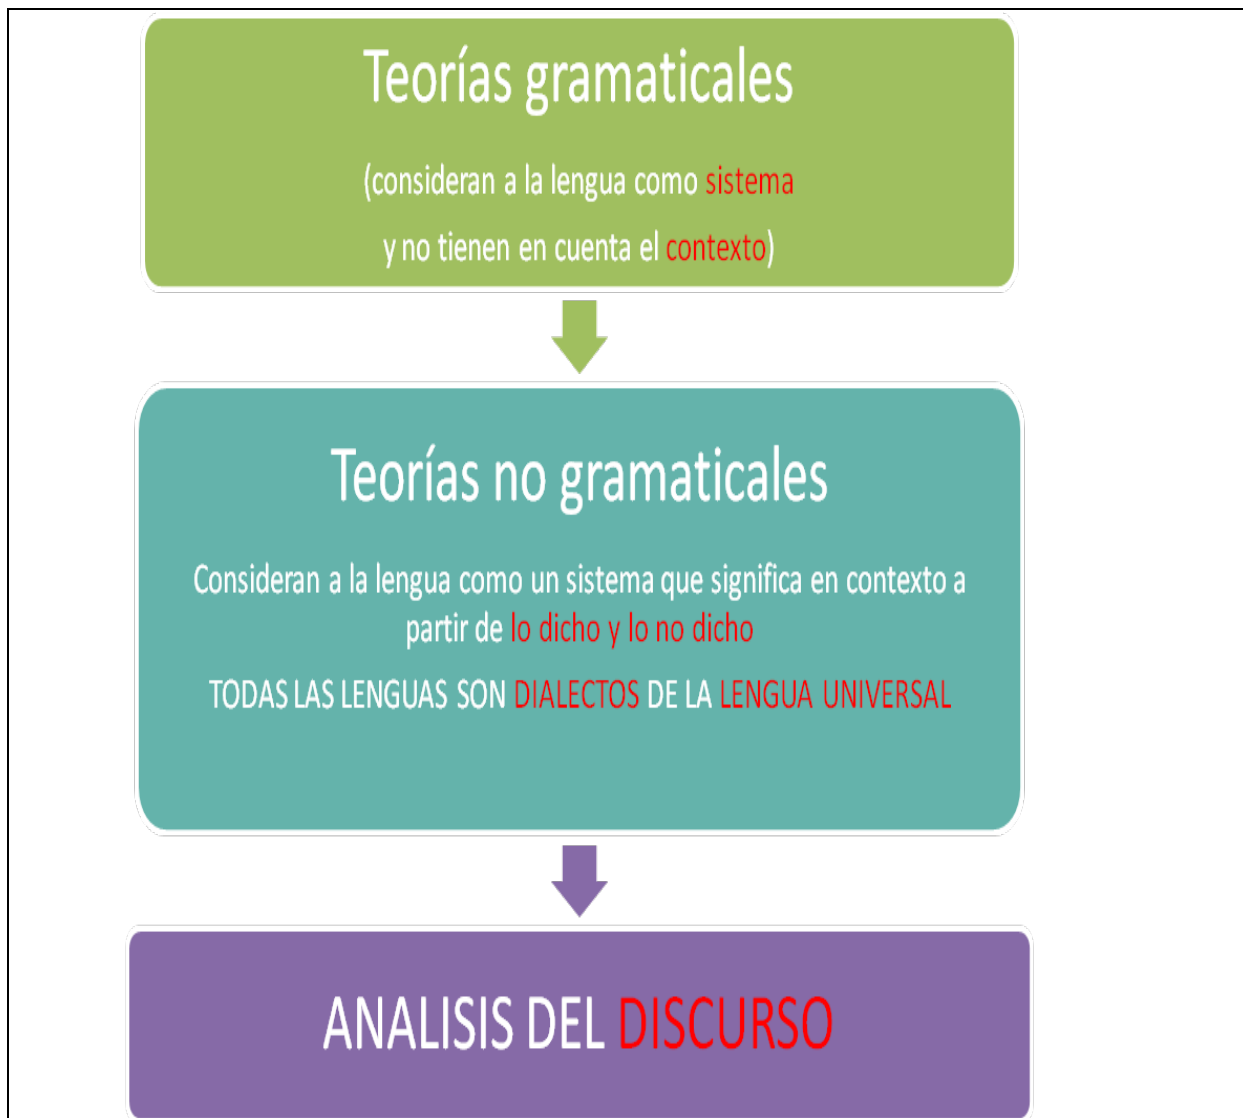 Teorías gramaticales
(consideran a la lengua como sistema
y no tienen en cuenta el contexto)
Teorías no gramaticales
Consideran a la lengua como un sistema que significa en contexto a
partir de lo dicho y lo no dicho
TODAS LAS LENGUAS SON DIALECTOS DE LA LENGUA UNIVERSAL
ANALISIS DEL DISCURSO